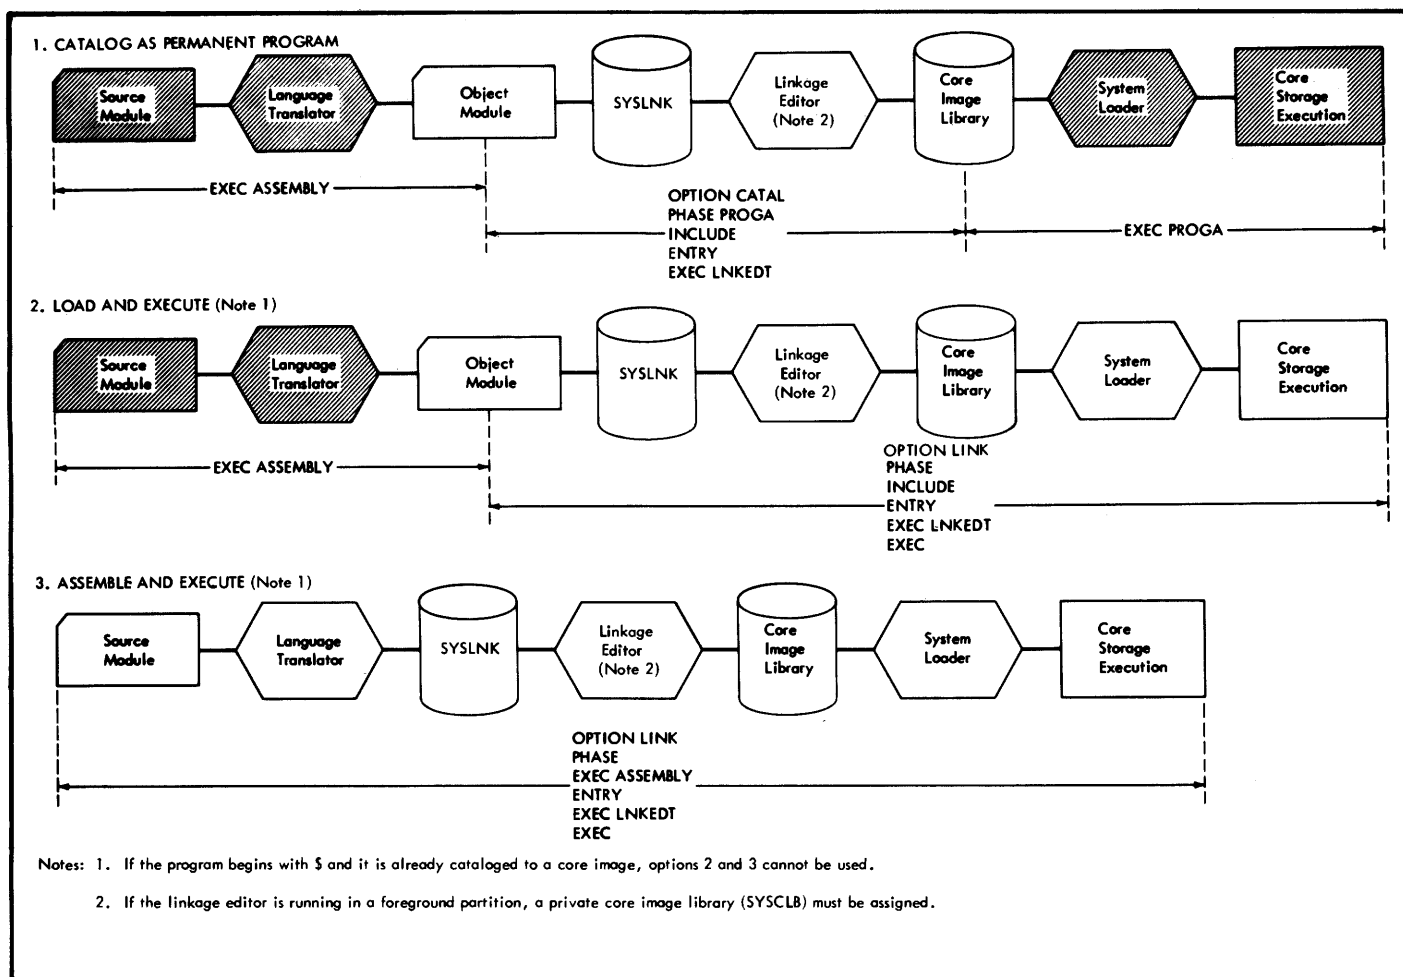 1. CATALOG AS PERMANENT PROGRAM
Source
Module
Language
Translator
Object
Module
SYSLNK
Linkage
Editor
(Note 2)
Core
Image
Library
System
Loader
Core
Storage
Execution
EXEC ASSEMBLY
OPTION CATAL
PHASE PROGA
INCLUDE
ENTRY
EXEC LNKEDT
EXEC PROGA
2. LOAD AND EXECUTE (Note 1)
Source
Module
Language
Translator
Object
Module
SYSLNK
Linkage
Editor
(Note 2)
Core
Image
Library
System
Loader
Core
Storage
Execution
EXEC ASSEMBLY
OPTION LINK
PHASE
INCLUDE
ENTRY
EXEC LNKEDT
EXEC
3. ASSEMBLE AND EXECUTE (Note 1)
Source
Module
Language
Translator
SYSLNK
Linkage
Editor
(Note 2)
Core
Image
Library
System
Loader
Core
Storage
Execution
OPTION LINK
PHASE
EXEC ASSEMBLY
ENTRY
EXEC LNKEDT
EXEC
Notes: 1. If the program begins with $ and it is already cataloged to a core image, options 2 and 3 cannot be used.
2. If the linkage editor is running in a foreground partition, a private core image library (SYSCLB) must be assigned.